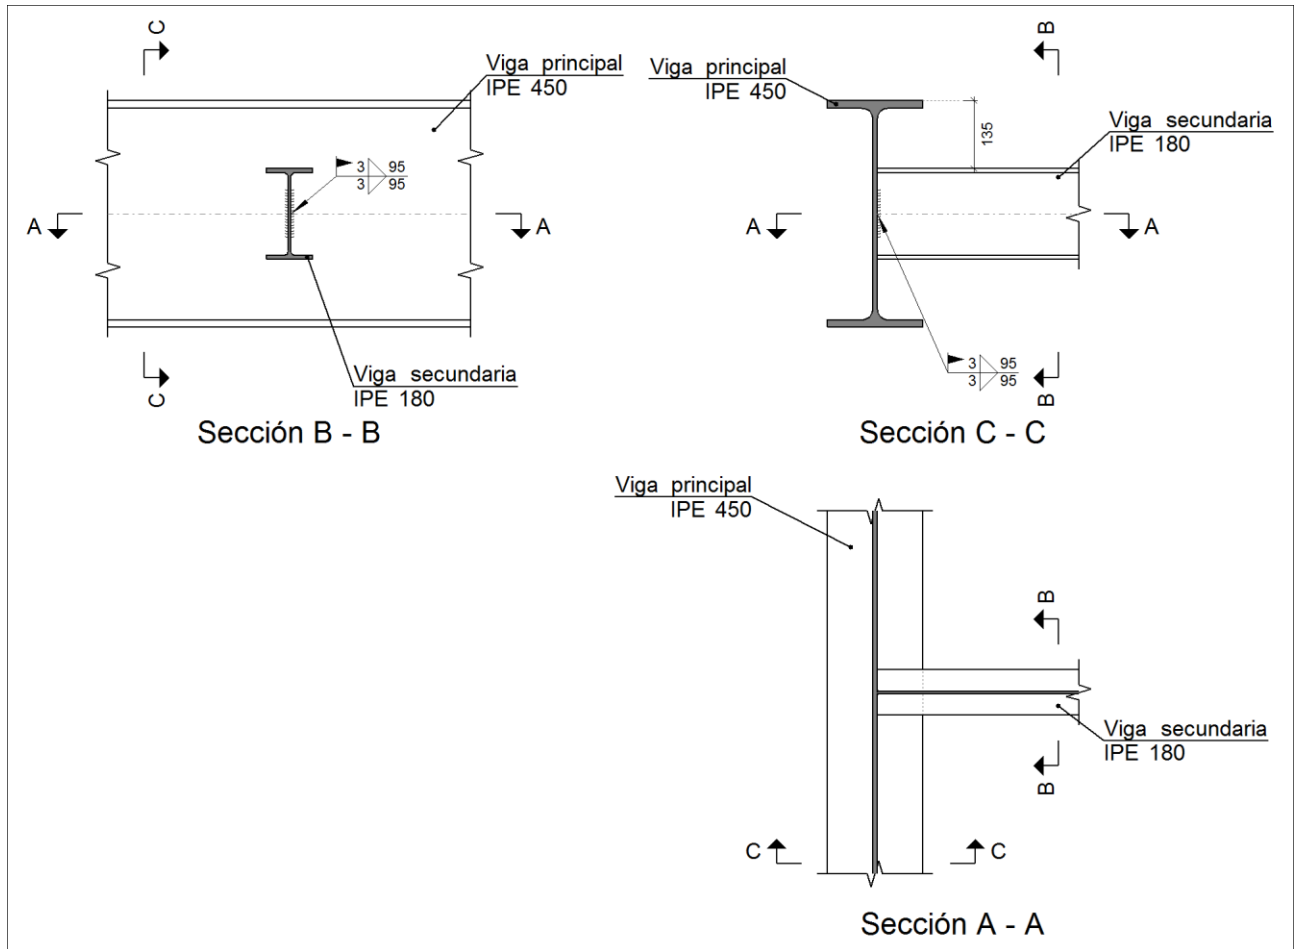 C
Viga principal
IPE 450
3 95
3 95
A
A
C
Viga secundaria
IPE 180
Sección B - B
B
Viga principal
IPE 450
135
Viga secundaria
IPE 180
A
A
3 95
3 95
B
Sección C - C
Viga principal
IPE 450
B
Viga secundaria
IPE 180
B
C
C
Sección A - A